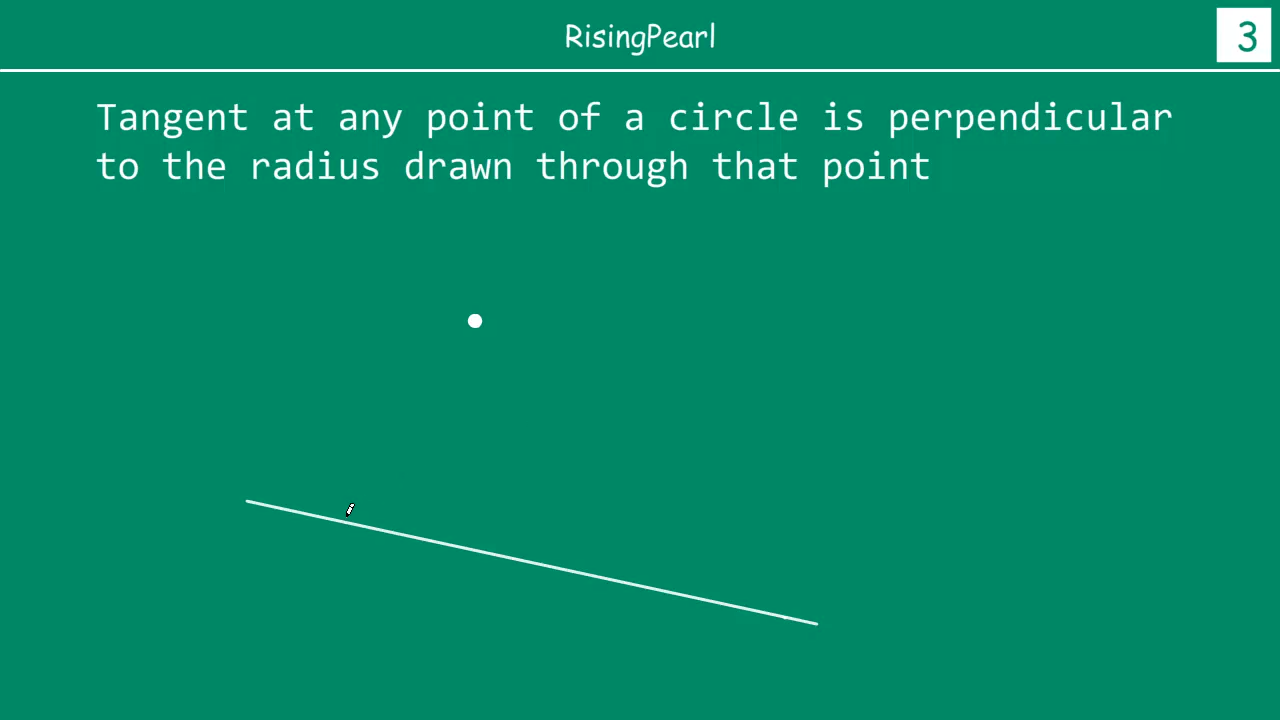 RisingPearl
3
Tangent at any point of a circle is perpendicular
to the radius drawn through that point